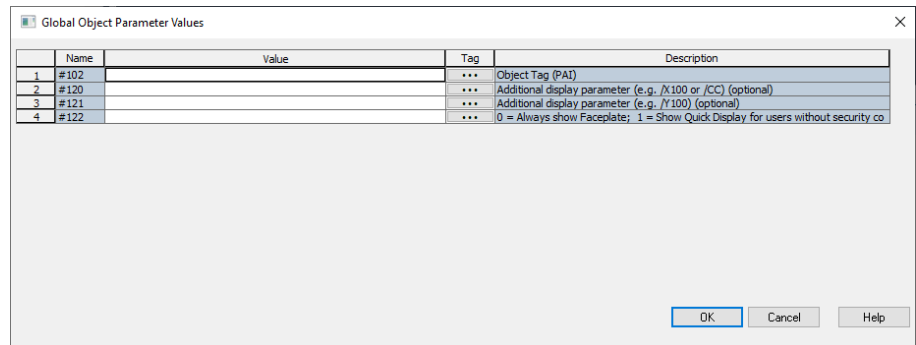 Global Object Parameter Values
Name Value Tag Description
1 #102 ... Object Tag (PAI)
2 #120 ... Additional display parameter (e.g. /X100 or /CC) (optional)
3 #121 ... Additional display parameter (e.g. /Y100) (optional)
4 #122 ... 0 = Always show Faceplate; 1 = Show Quick Display for users without security co
OK Cancel Help